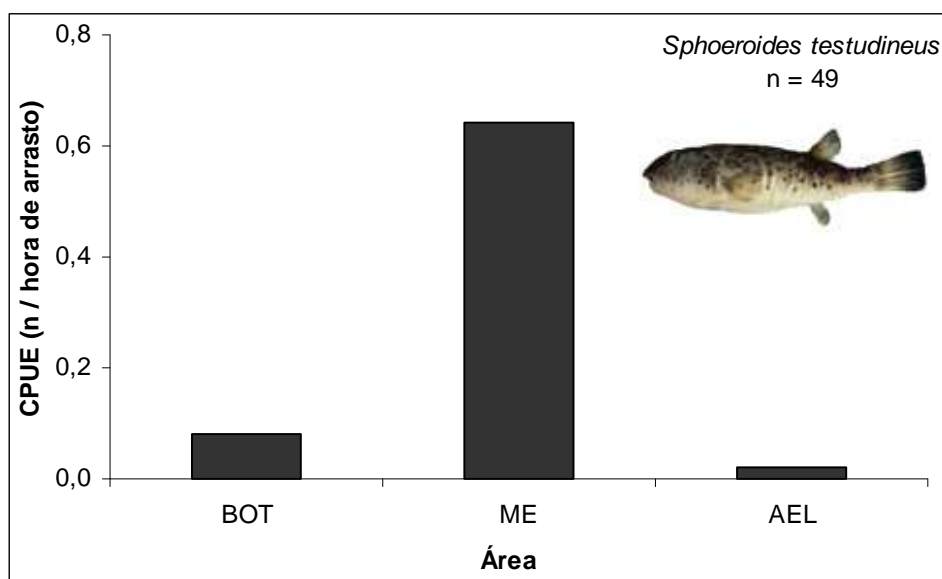 Sphoeroides testudineus
n = 49
CPUE (n / hora de arrasto)
0,8
0,6
0,4
0,2
0,0
BOT
ME
AEL
Área